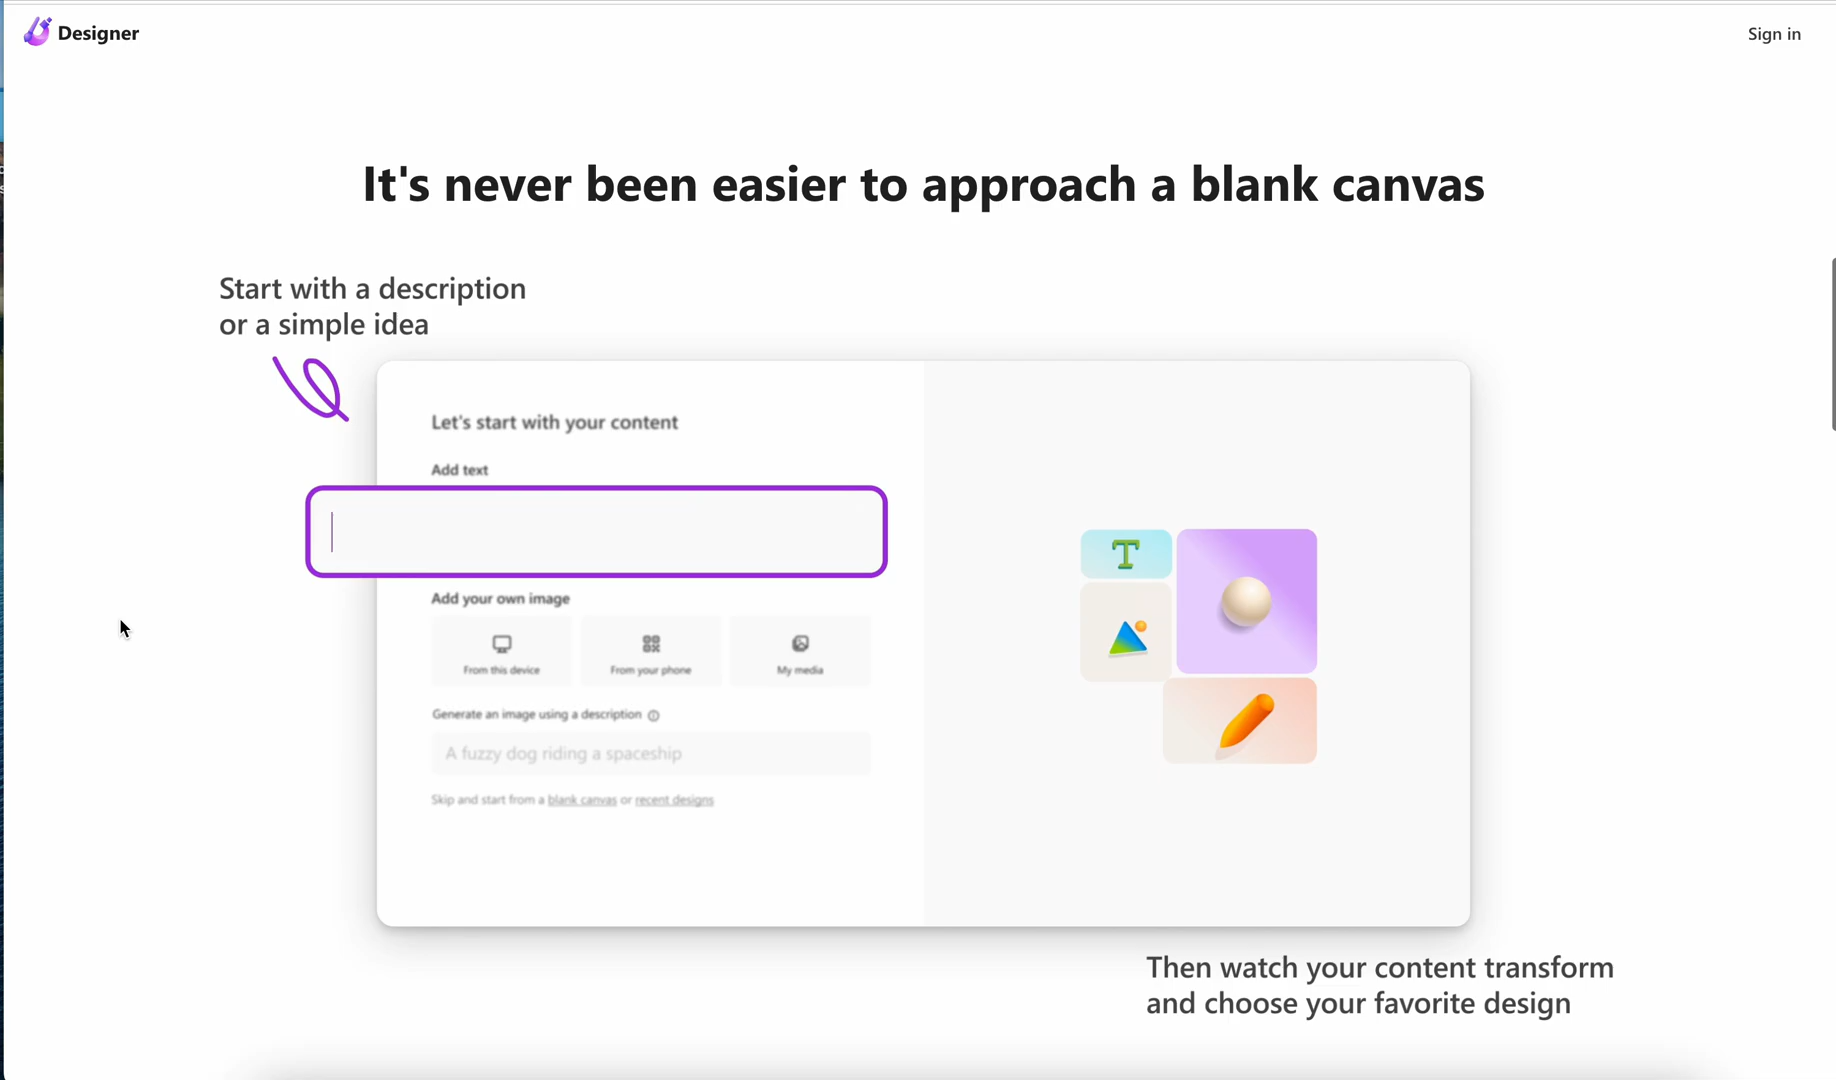 Designer
Sign in
It's never been easier to approach a blank canvas
Start with a description
or a simple idea
Let's start with your content
Add text
Add your own image
From this device
From your phone
My media
Generate an image using a description
A fuzzy dog riding a spaceship
Skip and start from a blank canvas or recent designs
T
Then watch your content transform
and choose your favorite design